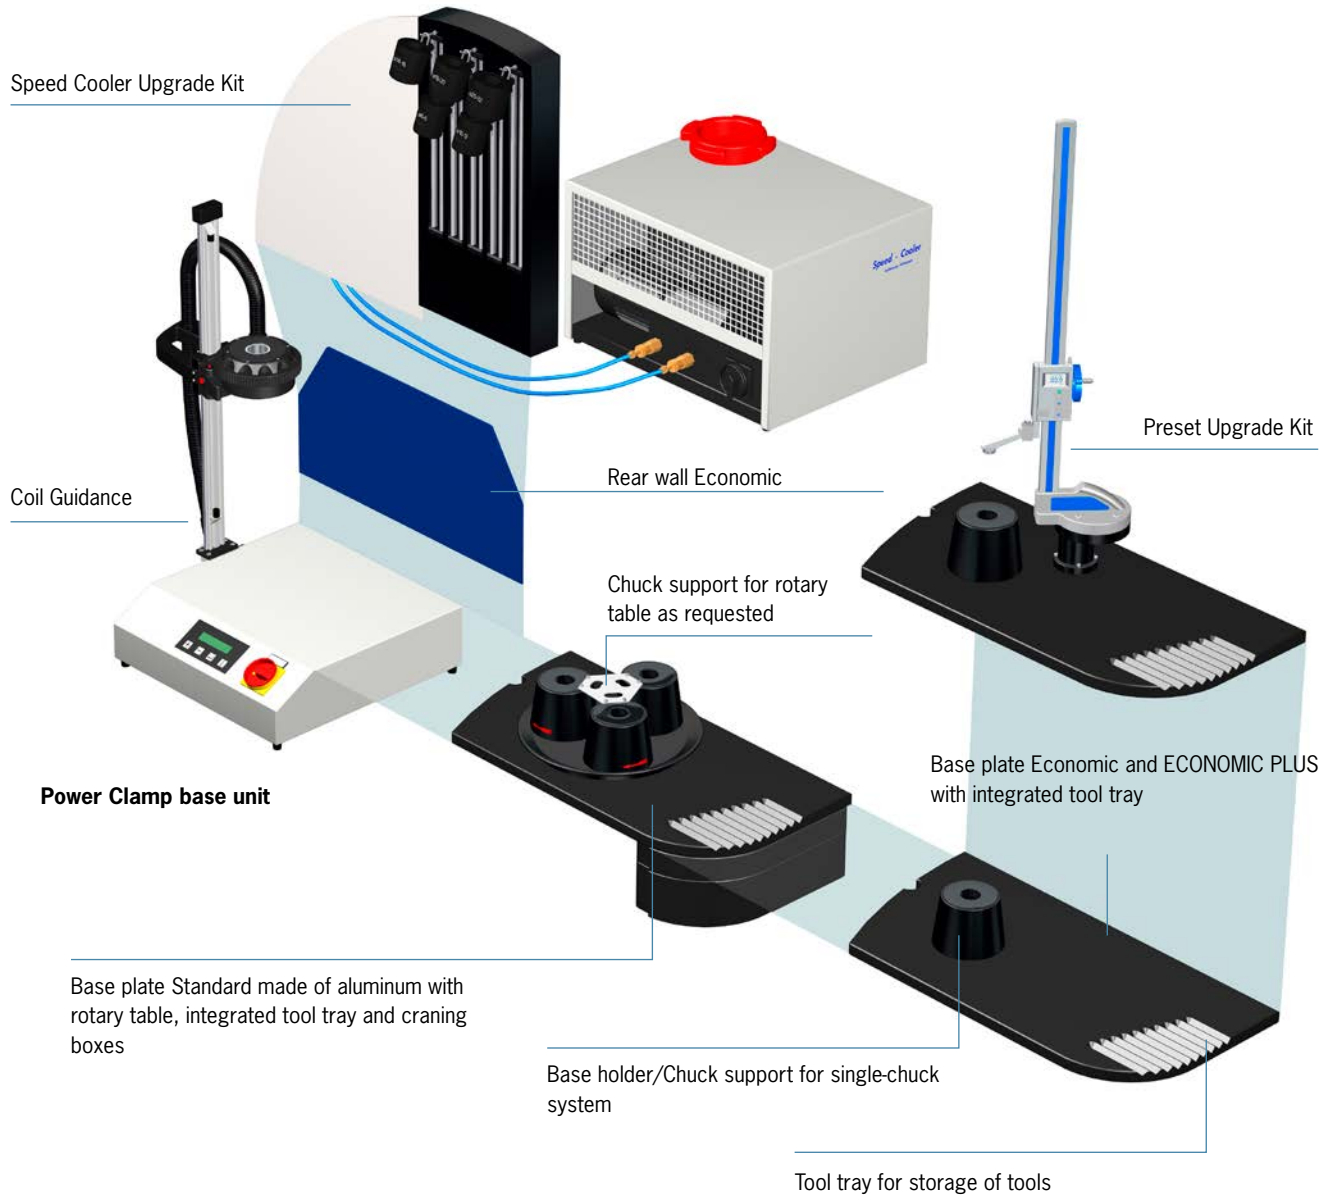 Speed Cooler Upgrade Kit
Speed - Cooler
Preset Upgrade Kit
Rear wall Economic
Coil Guidance
Chuck support for rotary
table as requested
Base plate Economic and ECONOMIC PLUS
with integrated tool tray
Power Clamp base unit
Base plate Standard made of aluminum with
rotary table, integrated tool tray and craning
boxes
Base holder/Chuck support for single-chuck
system
Tool tray for storage of tools